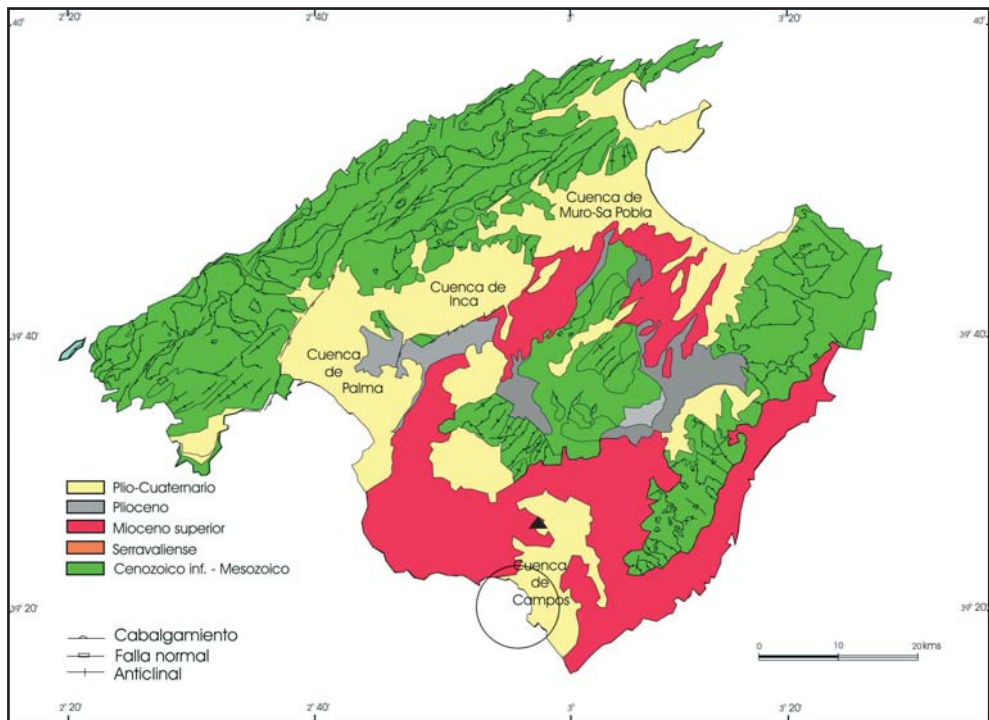 2° 20'
2° 40'
3°
3° 20'
40'
40'
Cuenca de
Muro-Sa Pobla
Cuenca de
Inca
39° 40'
39° 40'
Cuenca
de
Palma
Plio-Cuaternario
Plioceno
Mioceno superior
Serravaliense
Cenozoico inf. - Mesozoico
Cuenca
de
Campos
39° 20'
39° 20'
Cabalgamiento
Falla normal
Anticlinal
0 10 20kms
2° 20'
2° 40'
3°
3° 20'